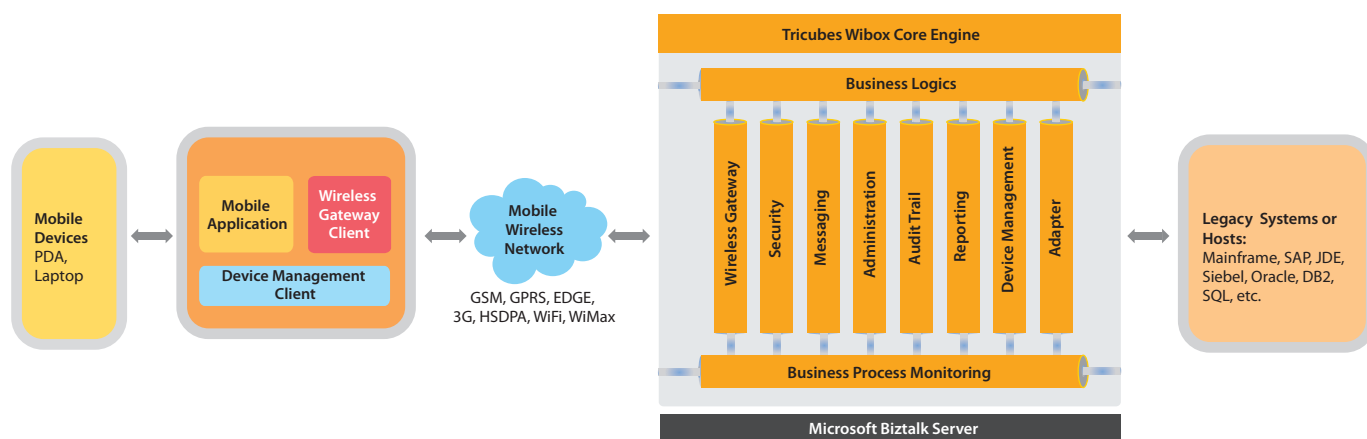 Mobile
Devices
PDA,
Laptop
Mobile
Application
Wireless
Gateway
Client
Device Management
Client
Mobile
Wireless
Network
GSM, GPRS, EDGE,
3G, HSDPA, WiFi, WiMax
Tricubes Wibox Core Engine
Business Logics
Wireless Gateway
Security
Messaging
Administration
Audit Trail
Reporting
Device Management
Adapter
Business Process Monitoring
Microsoft Biztalk Server
Legacy Systems or
Hosts:
Mainframe, SAP, JDE,
Siebel, Oracle, DB2,
SQL, etc.